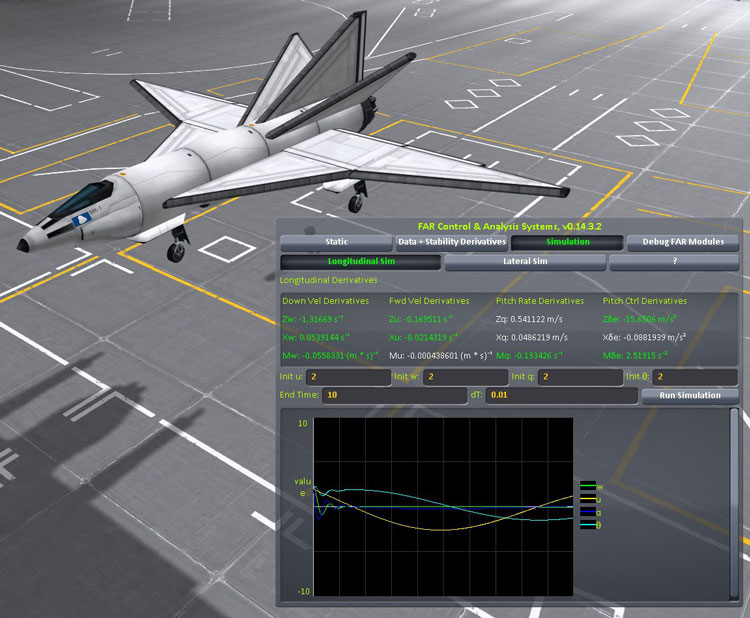 FAR Control & Analysis Systems, v0.14.3.2
Static Data + Stability Derivatives Simulation Debug FAR Modules
Longitudinal Sim Lateral Sim ?
Longitudinal Derivatives
Down Vel Derivatives Fwd Vel Derivatives Pitch Rate Derivatives Pitch Ctrl Derivatives
Zw: -1.31669 s⁻¹ Zu: -0.169511 s⁻¹ Zq: 0.541122 m/s Zδe: -15.6506 m/s²
Xw: 0.0539144 s⁻¹ Xu: -0.0214319 s⁻¹ Xq: 0.0486219 m/s Xδe: -0.0881939 m/s²
Mw: -0.0558331 (m * s)⁻¹ Mu: -0.000438601 (m * s)⁻¹ Mq: -0.193426 s⁻¹ Mδe: 2.51915 s⁻²
Init u: 2 Init w: 2 Init q: 2 Init θ: 2
End Time: 10 dT: 0.01 Run Simulation
10
valu
e
-10
w
u
q
θ